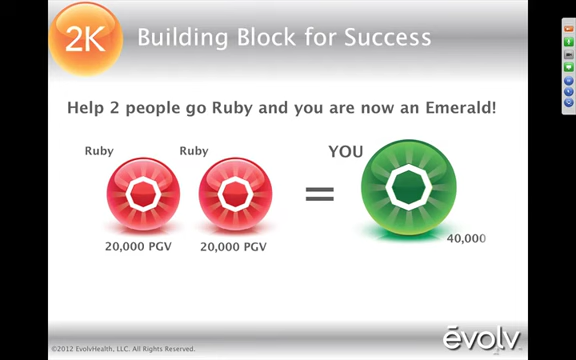 2K
Building Block for Success
Help 2 people go Ruby and you are now an Emerald!
Ruby
Ruby
YOU
=
20,000 PGV
20,000 PGV
40,000
©2012 EvolvHealth, LLC. All Rights Reserved.
ēvolv